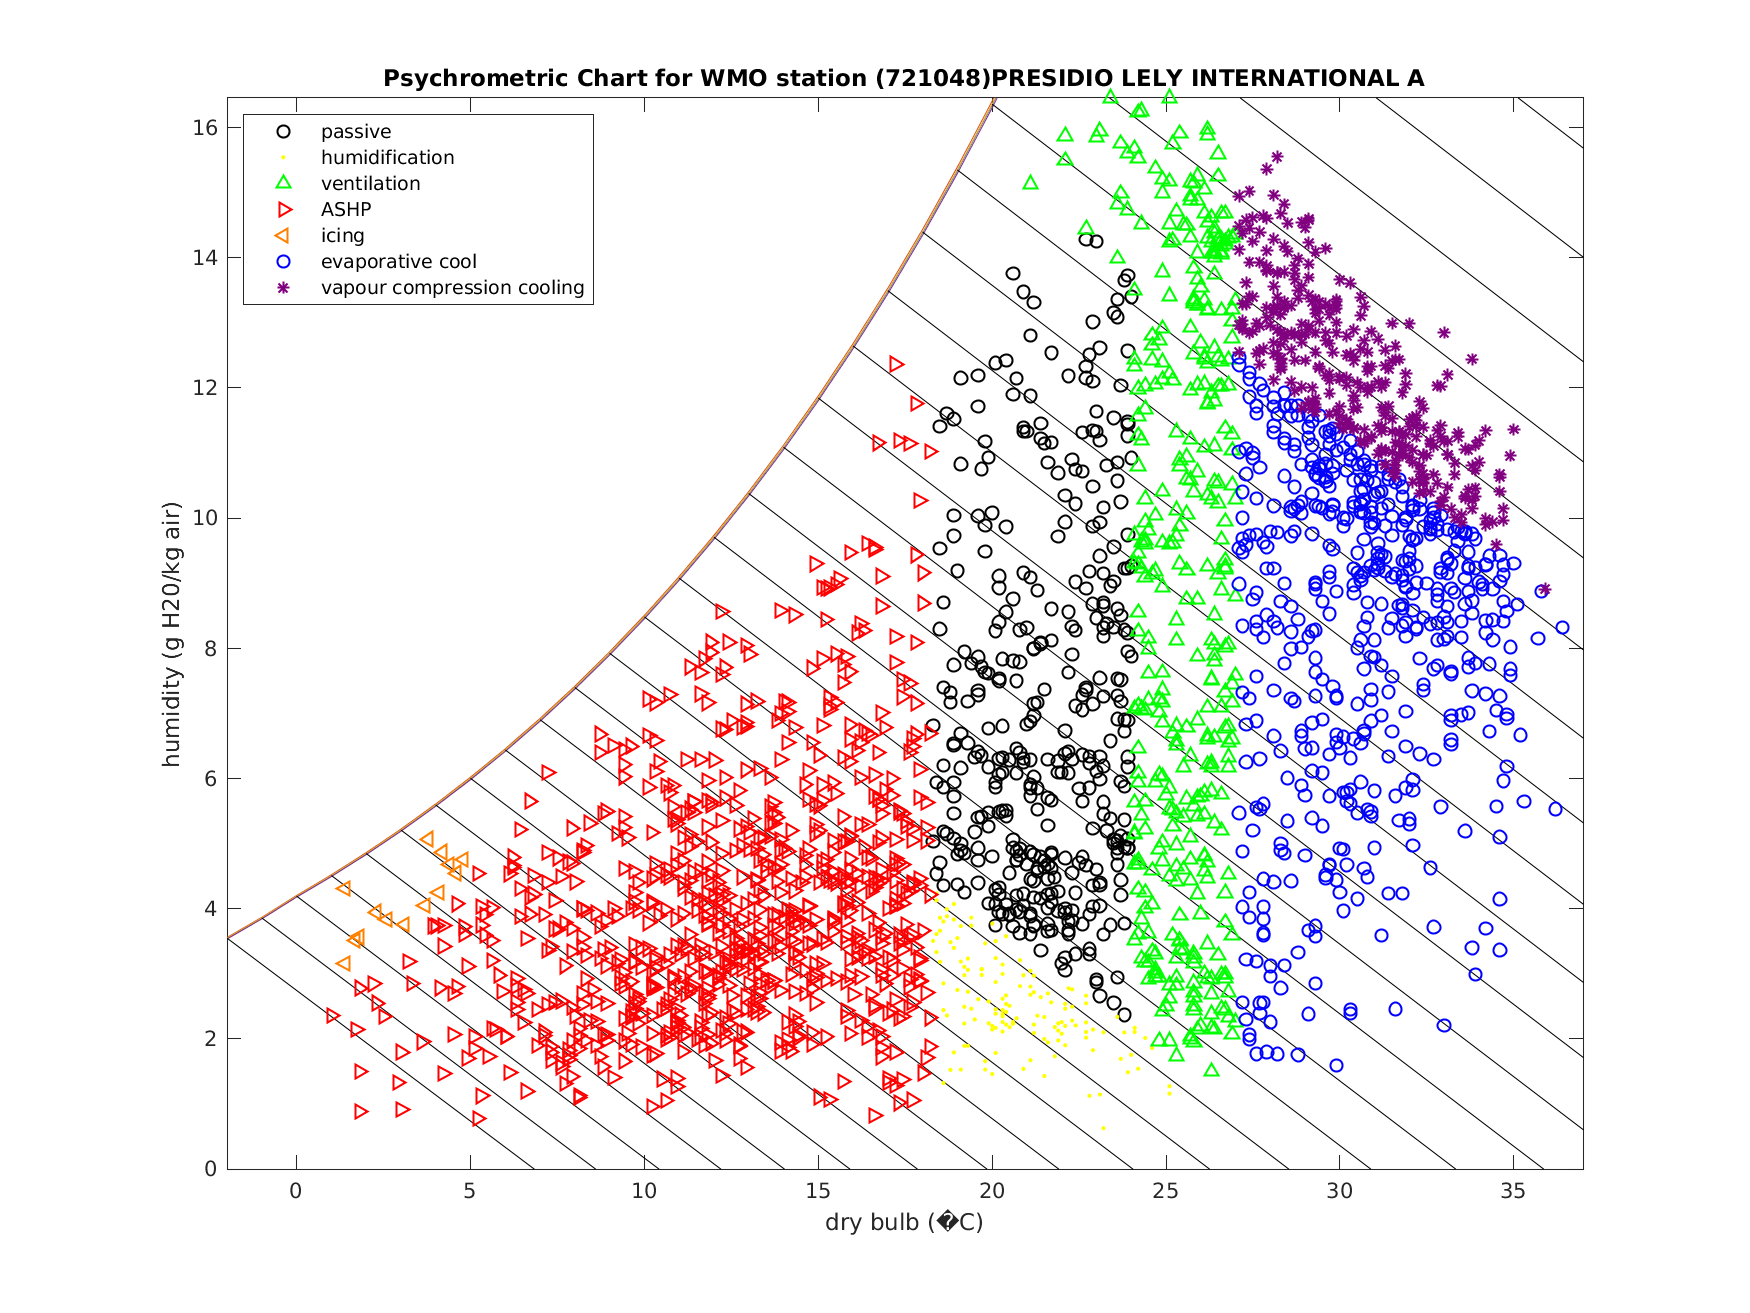 Psychrometric Chart for WMO station (721048)PRESIDIO LELY INTERNATIONAL A
passive
humidification
ventilation
ASHP
icing
evaporative cool
vapour compression cooling
humidity (g H20/kg air)
16
14
12
10
8
6
4
2
0
0 5 10 15 20 25 30 35
dry bulb (�C)